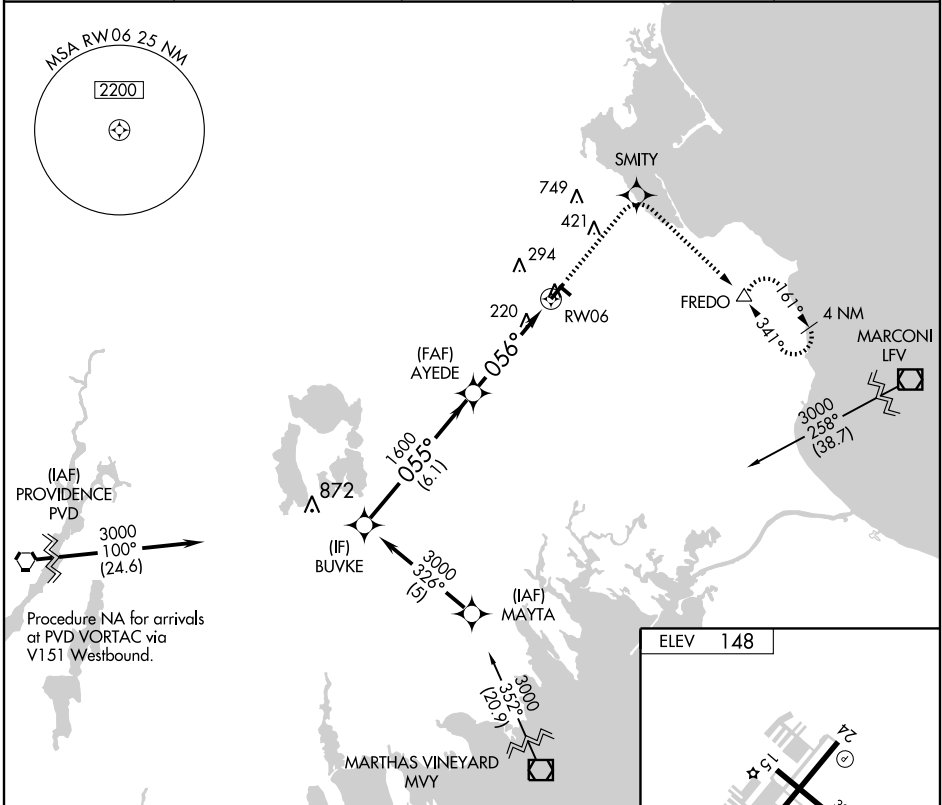 MSA RW06 25 NM
2200
SMITY
749
421
294
220
RW06
FREDO
161°
341°
4 NM
MARCONI
LFV
3000
258°
(38.7)
(FAF)
AYEDE
056°
1600
055°
(6.1)
872
(IAF)
PROVIDENCE
PVD
3000
100°
(24.6)
(IF)
BUVKE
3000
326°
(5)
(IAF)
MAYTA
Procedure NA for arrivals
at PVD VORTAC via
V151 Westbound.
3000
352°
(20.9)
MARTHAS VINEYARD
MVY
ELEV 148
24
P
15